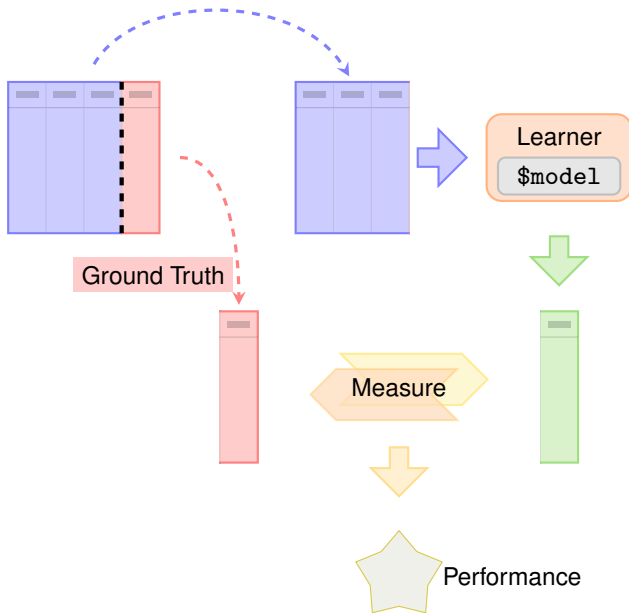 Learner
$model
Ground Truth
Measure
Performance